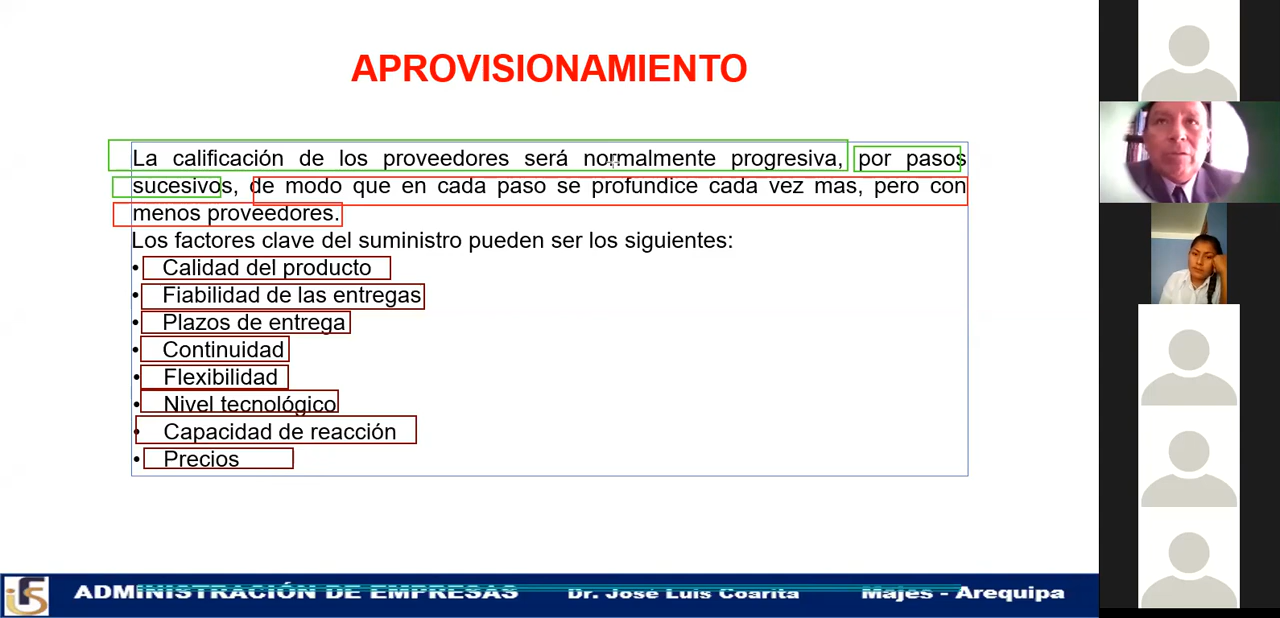 APROVISIONAMIENTO
La calificación de los proveedores será normalmente progresiva, por pasos
sucesivos, de modo que en cada paso se profundice cada vez mas, pero con
menos proveedores.
Los factores clave del suministro pueden ser los siguientes:
• Calidad del producto
• Fiabilidad de las entregas
• Plazos de entrega
• Continuidad
• Flexibilidad
• Nivel tecnológico
• Capacidad de reacción
• Precios
ADMINISTRACIÓN DE EMPRESAS Dr. José Luis Coarita Majes - Arequipa